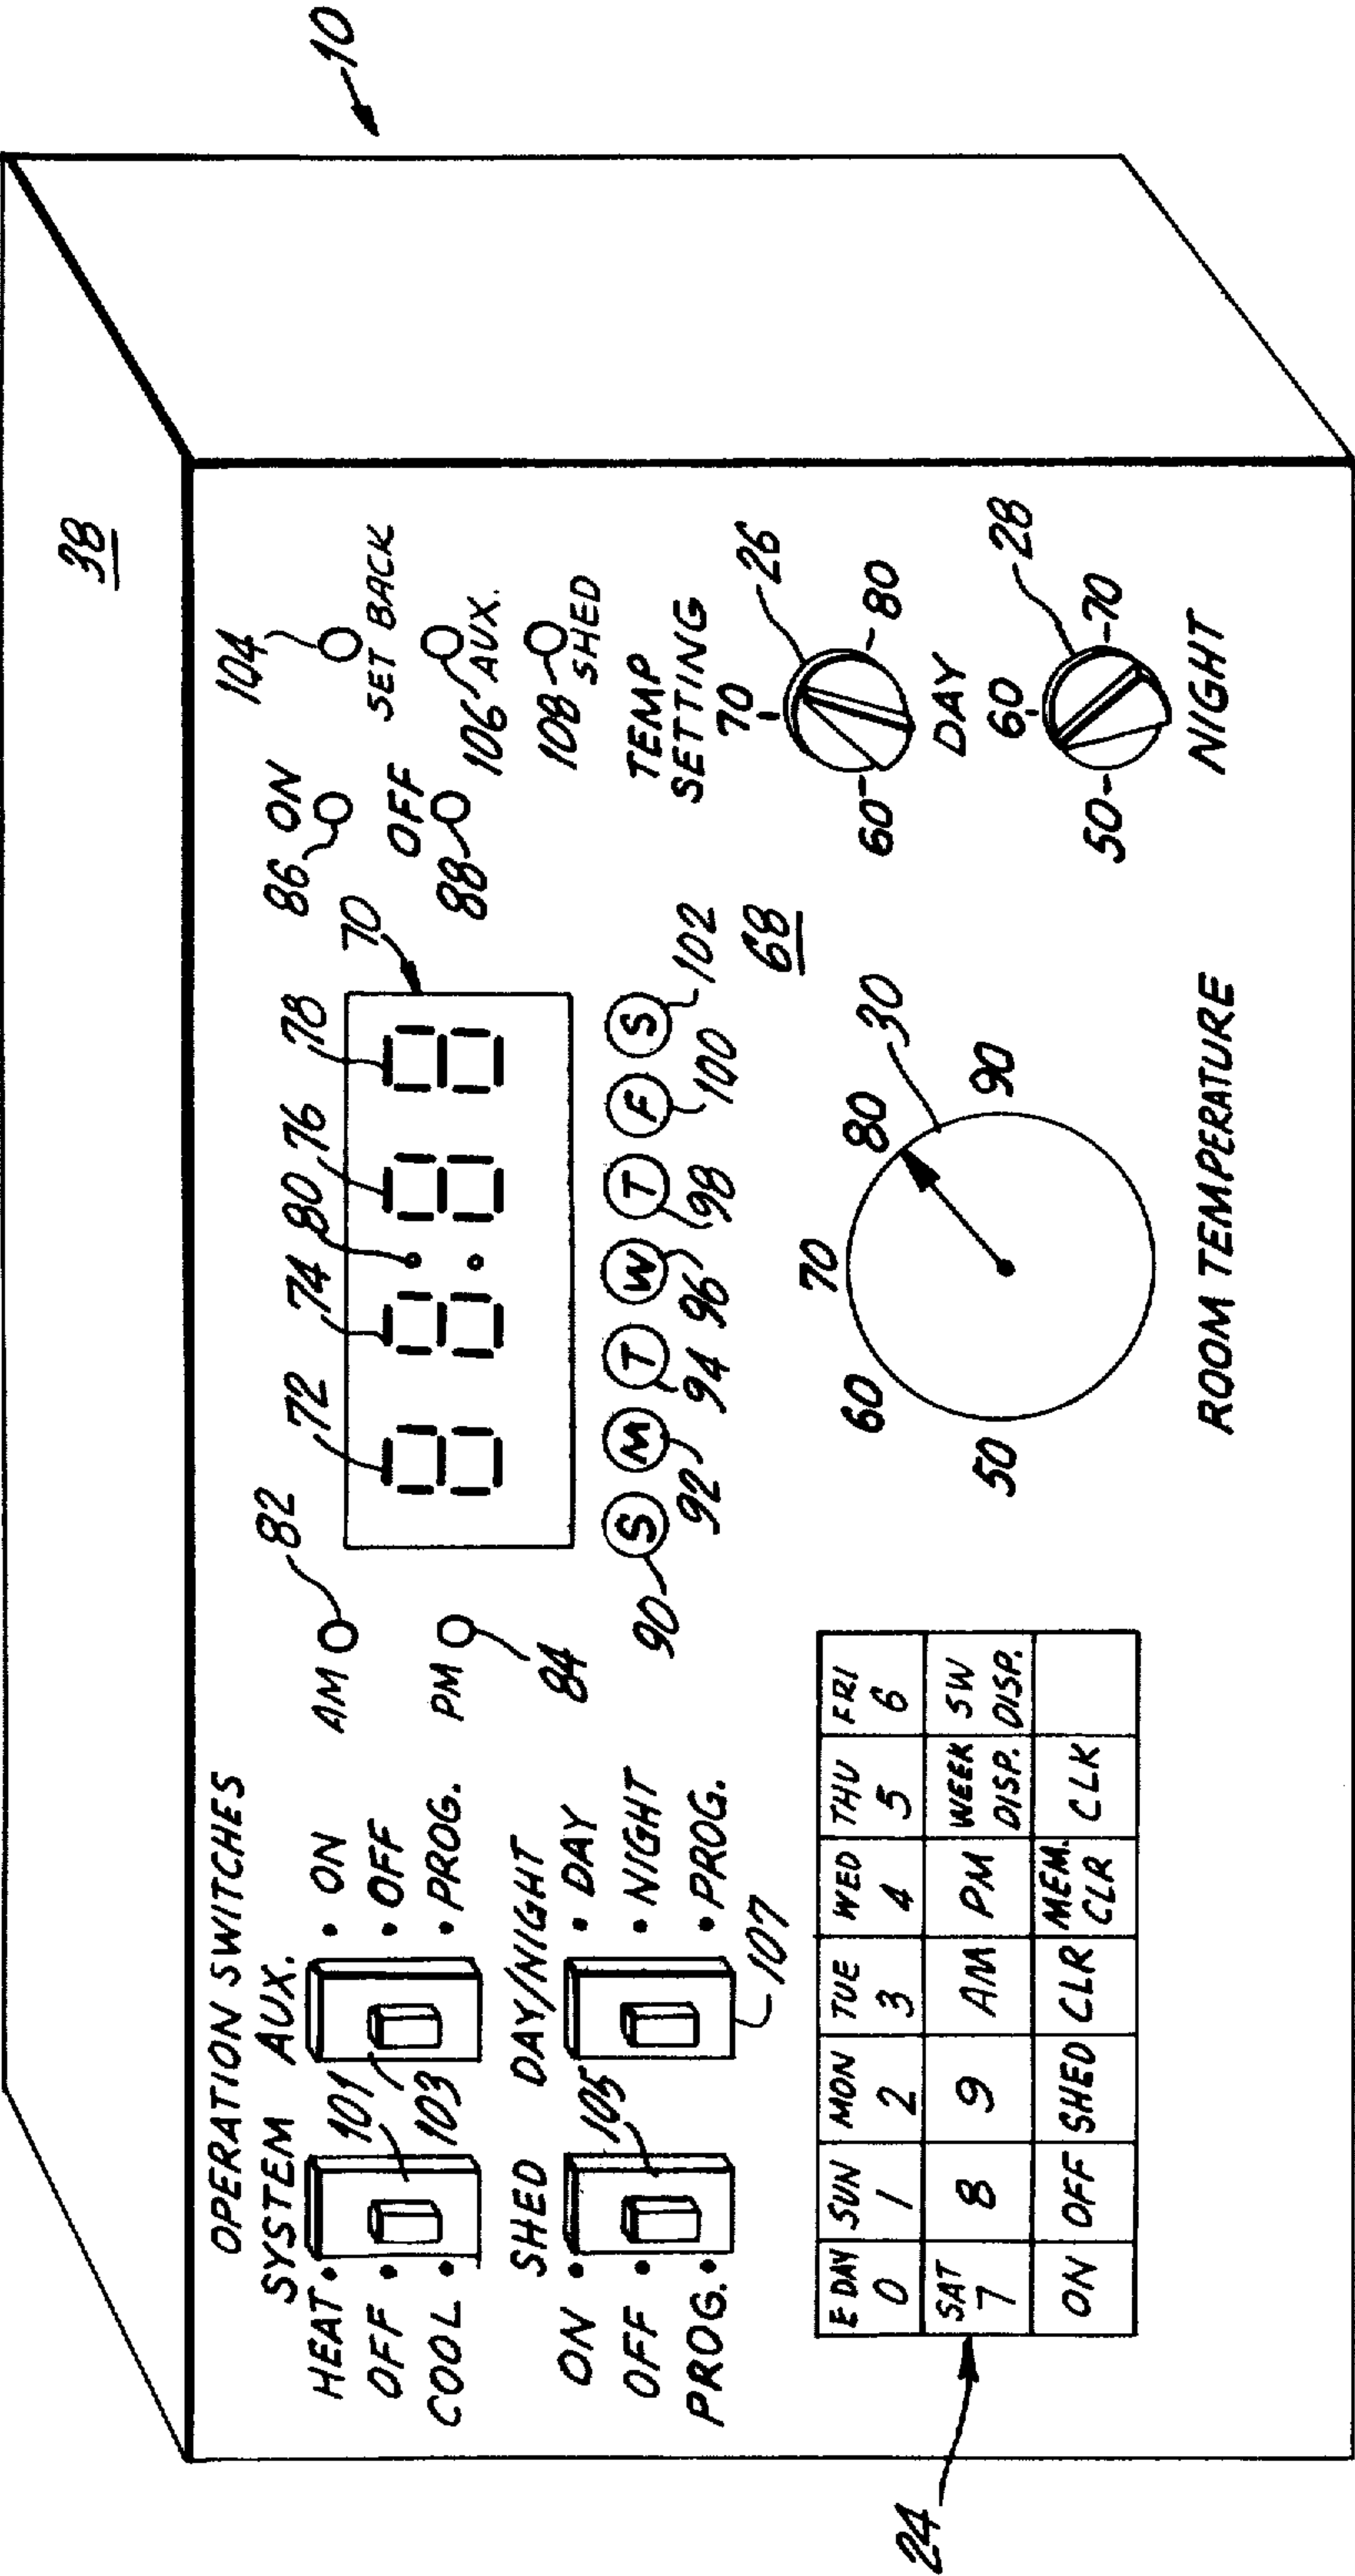 10
38
OPERATION SWITCHES
SYSTEM AUX.
HEAT • • ON
OFF • • OFF
COOL • • PROG.
101
103
SHED DAY/NIGHT
ON • • DAY
OFF • • NIGHT
PROG. • • PROG.
105
107
AM
82
PM
84
72 74 80 76 78
70
86 ON
OFF
88
104
SET BACK
106 AUX.
108 SHED
S M T W T F S
90 92 94 96 98 100 102
68
TEMP
SETTING
70
26
60 80
DAY
60
28
50 70
NIGHT
24
E DAY SUN MON TUE WED THU FRI
0 1 2 3 4 5 6
SAT 7 8 9 AM PM WEEK DISP. SW DISP.
ON OFF SHED CLR MEM. CLR CLK
70
60 80
30
50 90
ROOM TEMPERATURE